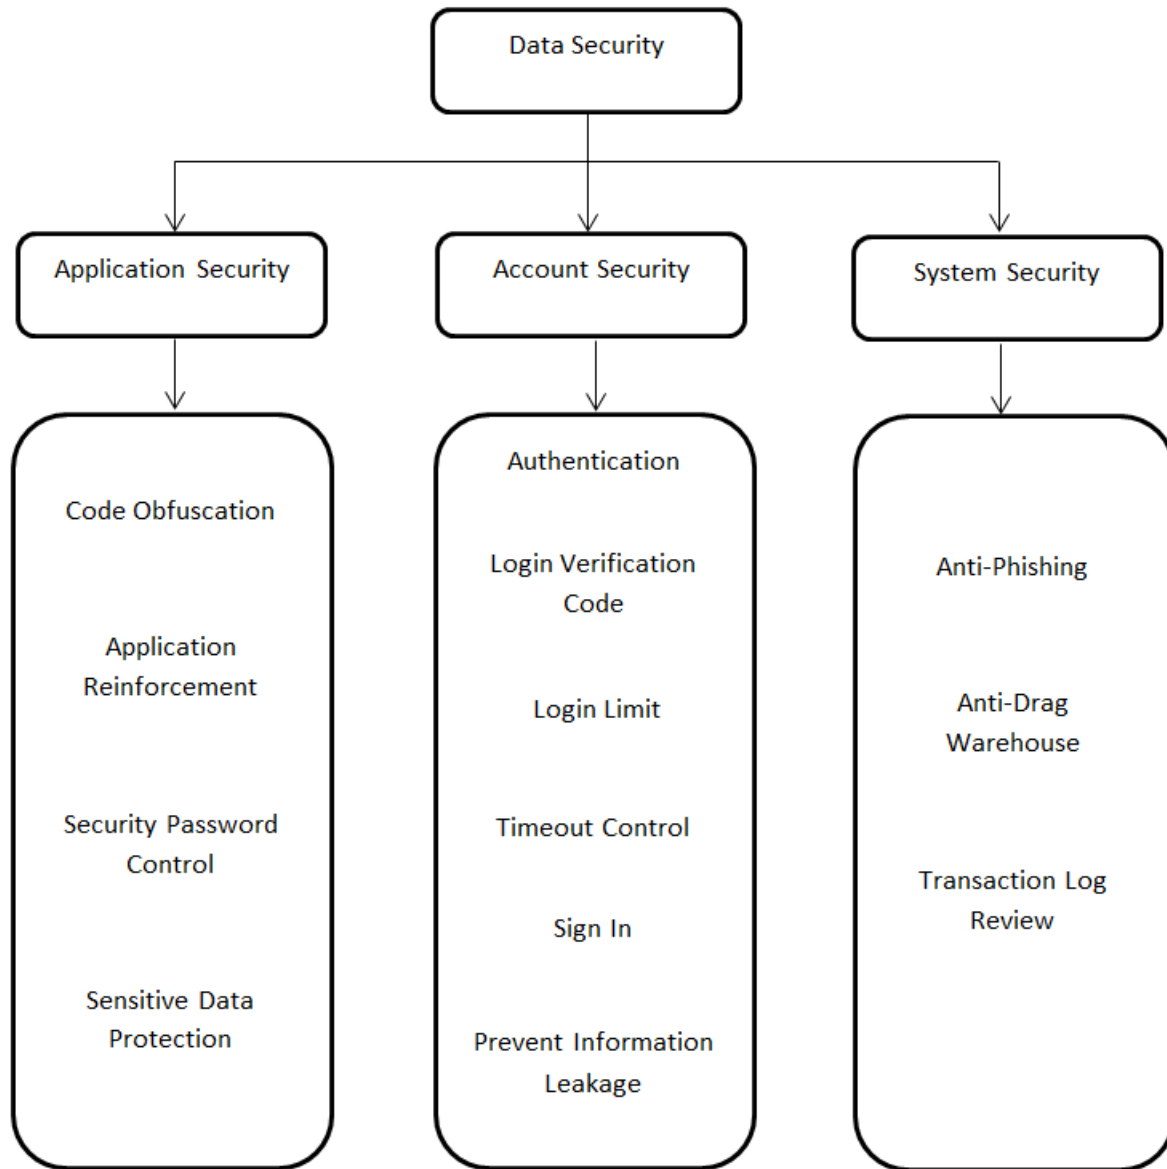 Data Security
Application Security
Account Security
System Security
Code Obfuscation
Application
Reinforcement
Security Password
Control
Sensitive Data
Protection
Authentication
Login Verification
Code
Login Limit
Timeout Control
Sign In
Prevent Information
Leakage
Anti-Phishing
Anti-Drag
Warehouse
Transaction Log
Review